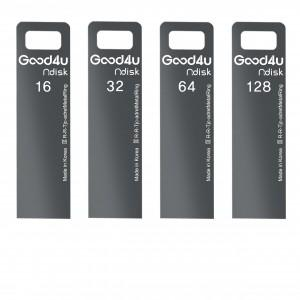 Good4u
ndisk
16
Made in Korea
Good4u
ndisk
32
Made in Korea
Good4u
ndisk
64
Made in Korea
Good4u
ndisk
128
Made in Korea